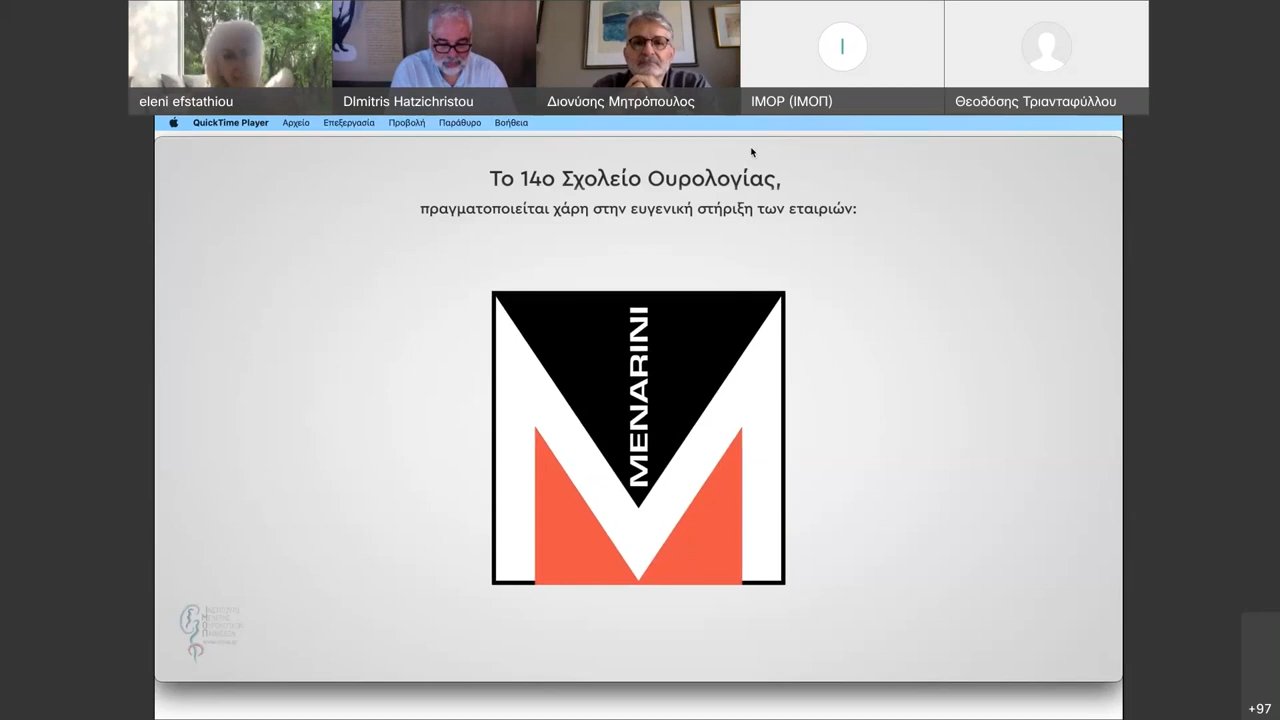 eleni efstathiou
DImitris Hatzichristou
Διονύσης Μητρόπουλος
I
IMOP (ΙΜΟΠ)
Θεοδόσης Τριανταφύλλου
QuickTime Player Αρχείο Επεξεργασία Προβολή Παράθυρο Βοήθεια
Το 14ο Σχολείο Ουρολογίας,
πραγματοποιείται χάρη στην ευγενική στήριξη των εταιριών:
MENARINI
+97